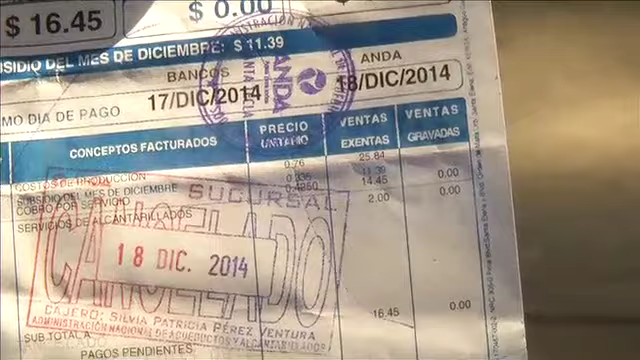 $ 16.45
$ 0.00
SIDIO DEL MES DE DICIEMBRE: $ 11.39
BANCOS
ANDA
MO DIA DE PAGO
17/DIC/2014
18/DIC/2014
ANDA
CONCEPTOS FACTURADOS
PRECIO UNITARIO
VENTAS EXENTAS
VENTAS GRAVADAS
COSTOS DE PRODUCCION
0.76
25.84
0.00
SUBSIDIO DEL MES DE DICIEMBRE
0.335
11.39
COBRO POR SERVICIO
0.4250
14.45
0.00
SERVICIOS DE ALCANTARILLADOS
2.00
SUCURSAL
CANCELADO
18 DIC. 2014
CAJERO: SILVIA PATRICIA PÉREZ VENTURA
ADMINISTRACIÓN NACIONAL DE ACUEDUCTOS Y ALCANTARILLADOS
SUB-TOTAL
16.45
0.00
PAGOS PENDIENTES